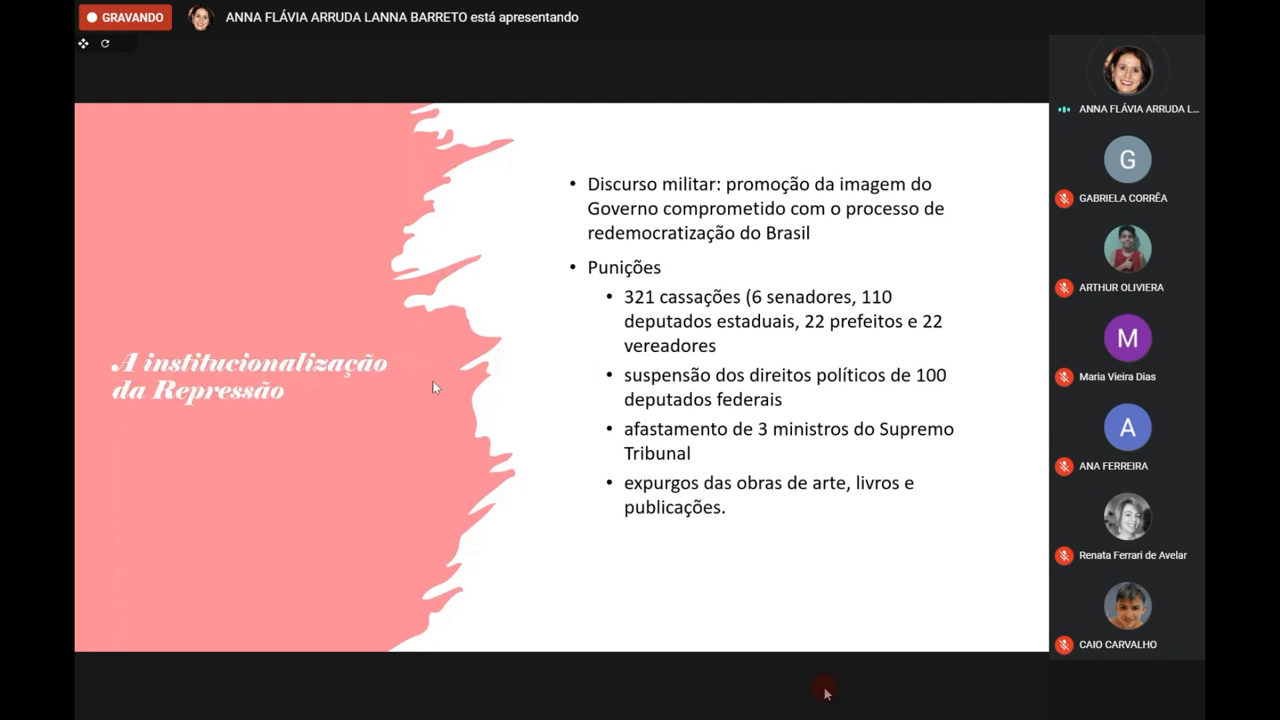 GRAVANDO
ANNA FLÁVIA ARRUDA LANNA BARRETO está apresentando
A institucionalização
da Repressão
• Discurso militar: promoção da imagem do
Governo comprometido com o processo de
redemocratização do Brasil
• Punições
• 321 cassações (6 senadores, 110
deputados estaduais, 22 prefeitos e 22
vereadores
• suspensão dos direitos políticos de 100
deputados federais
• afastamento de 3 ministros do Supremo
Tribunal
• expurgos das obras de arte, livros e
publicações.
ANNA FLÁVIA ARRUDA L...
G
GABRIELA CORRÊA
ARTHUR OLIVIERA
M
Maria Vieira Dias
A
ANA FERREIRA
Renata Ferrari de Avelar
CAIO CARVALHO